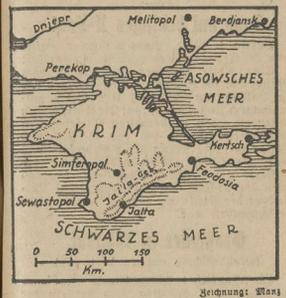 Dnjepr
Melitopol
Berdjansk
Perekop
ASOWSCHES
MEER
KRIM
Kertsch
Simferopol
Jaila-Geb.
Feodosia
Sewastopol
Jalta
SCHWARZES MEER
0 50 100 150
Km.
Zeichnung: Manz